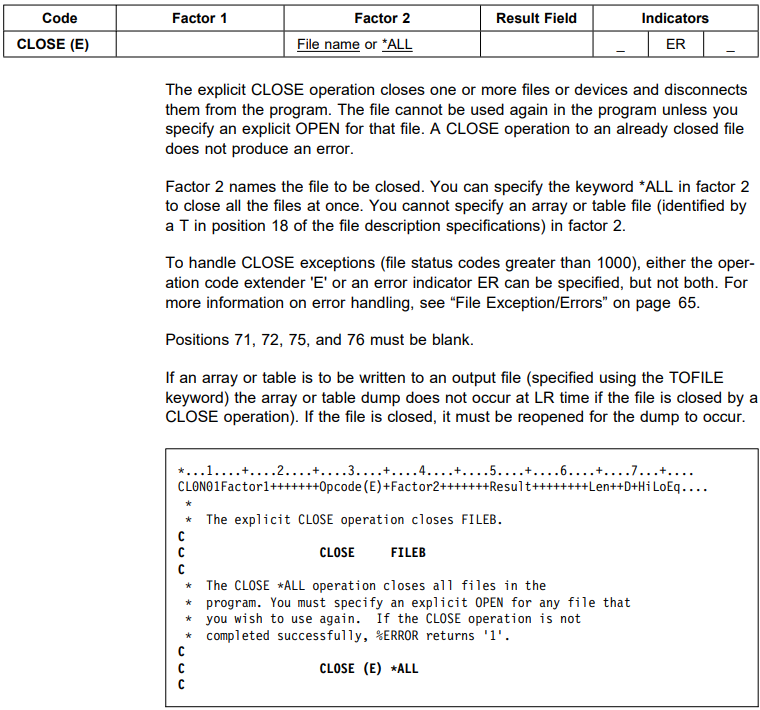 Code Factor 1 Factor 2 Result Field Indicators
CLOSE (E) File name or *ALL _ ER _
The explicit CLOSE operation closes one or more files or devices and disconnects
them from the program. The file cannot be used again in the program unless you
specify an explicit OPEN for that file. A CLOSE operation to an already closed file
does not produce an error.
Factor 2 names the file to be closed. You can specify the keyword *ALL in factor 2
to close all the files at once. You cannot specify an array or table file (identified by
a T in position 18 of the file description specifications) in factor 2.
To handle CLOSE exceptions (file status codes greater than 1000), either the oper-
ation code extender 'E' or an error indicator ER can be specified, but not both. For
more information on error handling, see “File Exception/Errors” on page 65.
Positions 71, 72, 75, and 76 must be blank.
If an array or table is to be written to an output file (specified using the TOFILE
keyword) the array or table dump does not occur at LR time if the file is closed by a
CLOSE operation). If the file is closed, it must be reopened for the dump to occur.
*...1....+....2....+....3....+....4....+....5....+....6....+....7...+....
CL0N01Factor1+++++++Opcode(E)+Factor2+++++++Result++++++++Len++D+HiLoEq....
*
* The explicit CLOSE operation closes FILEB.
C
C CLOSE FILEB
C
* The CLOSE *ALL operation closes all files in the
* program. You must specify an explicit OPEN for any file that
* you wish to use again. If the CLOSE operation is not
* completed successfully, %ERROR returns '1'.
C
C CLOSE (E) *ALL
C